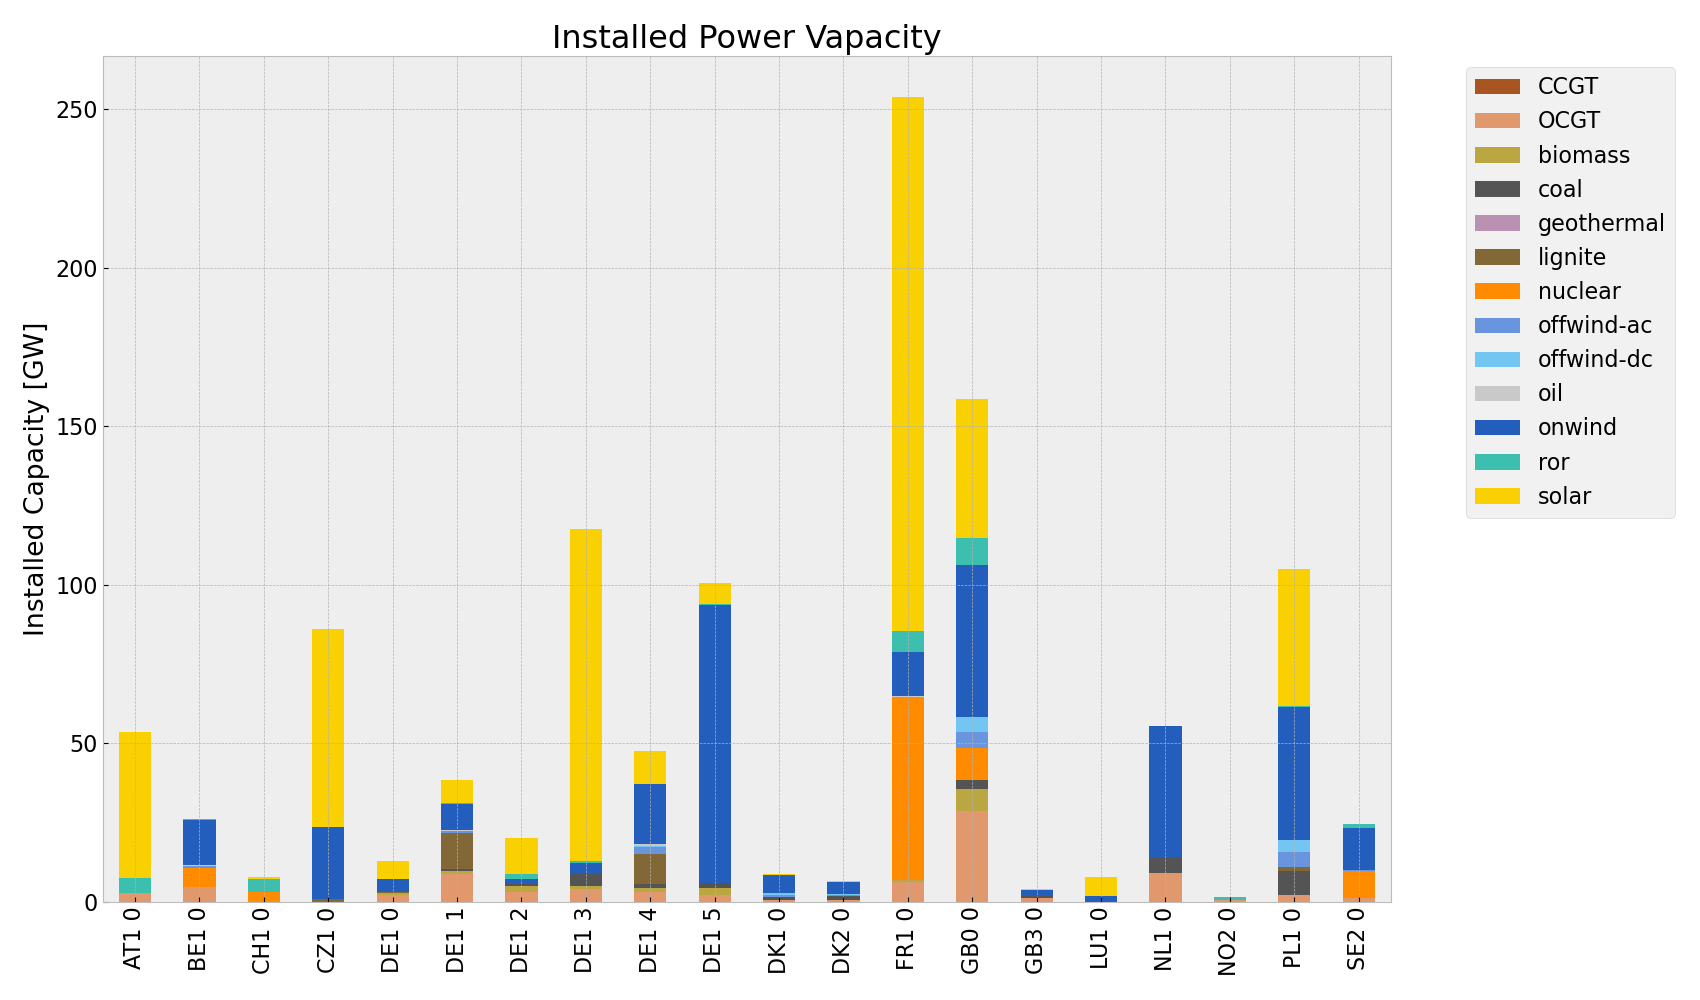 Installed Power Vapacity
Installed Capacity [GW]
250
200
150
100
50
0
AT1 0
BE1 0
CH1 0
CZ1 0
DE1 0
DE1 1
DE1 2
DE1 3
DE1 4
DE1 5
DK1 0
DK2 0
FR1 0
GB0 0
GB3 0
LU1 0
NL1 0
NO2 0
PL1 0
SE2 0
CCGT
OCGT
biomass
coal
geothermal
lignite
nuclear
offwind-ac
offwind-dc
oil
onwind
ror
solar